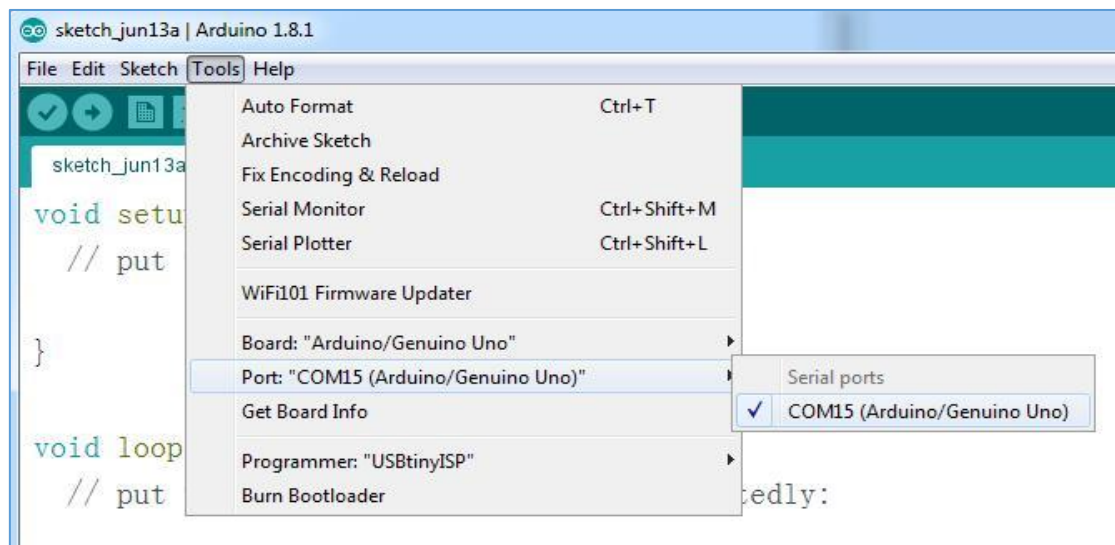 sketch_jun13a | Arduino 1.8.1
File Edit Sketch Tools Help
Auto Format Ctrl+T
Archive Sketch
sketch_jun13a
Fix Encoding & Reload
void setu
Serial Monitor Ctrl+Shift+M
Serial Plotter Ctrl+Shift+L
// put
WiFi101 Firmware Updater
}
Board: "Arduino/Genuino Uno"
Port: "COM15 (Arduino/Genuino Uno)"
Serial ports
COM15 (Arduino/Genuino Uno)
Get Board Info
void loop
Programmer: "USBtinyISP"
Burn Bootloader
// put tedly: